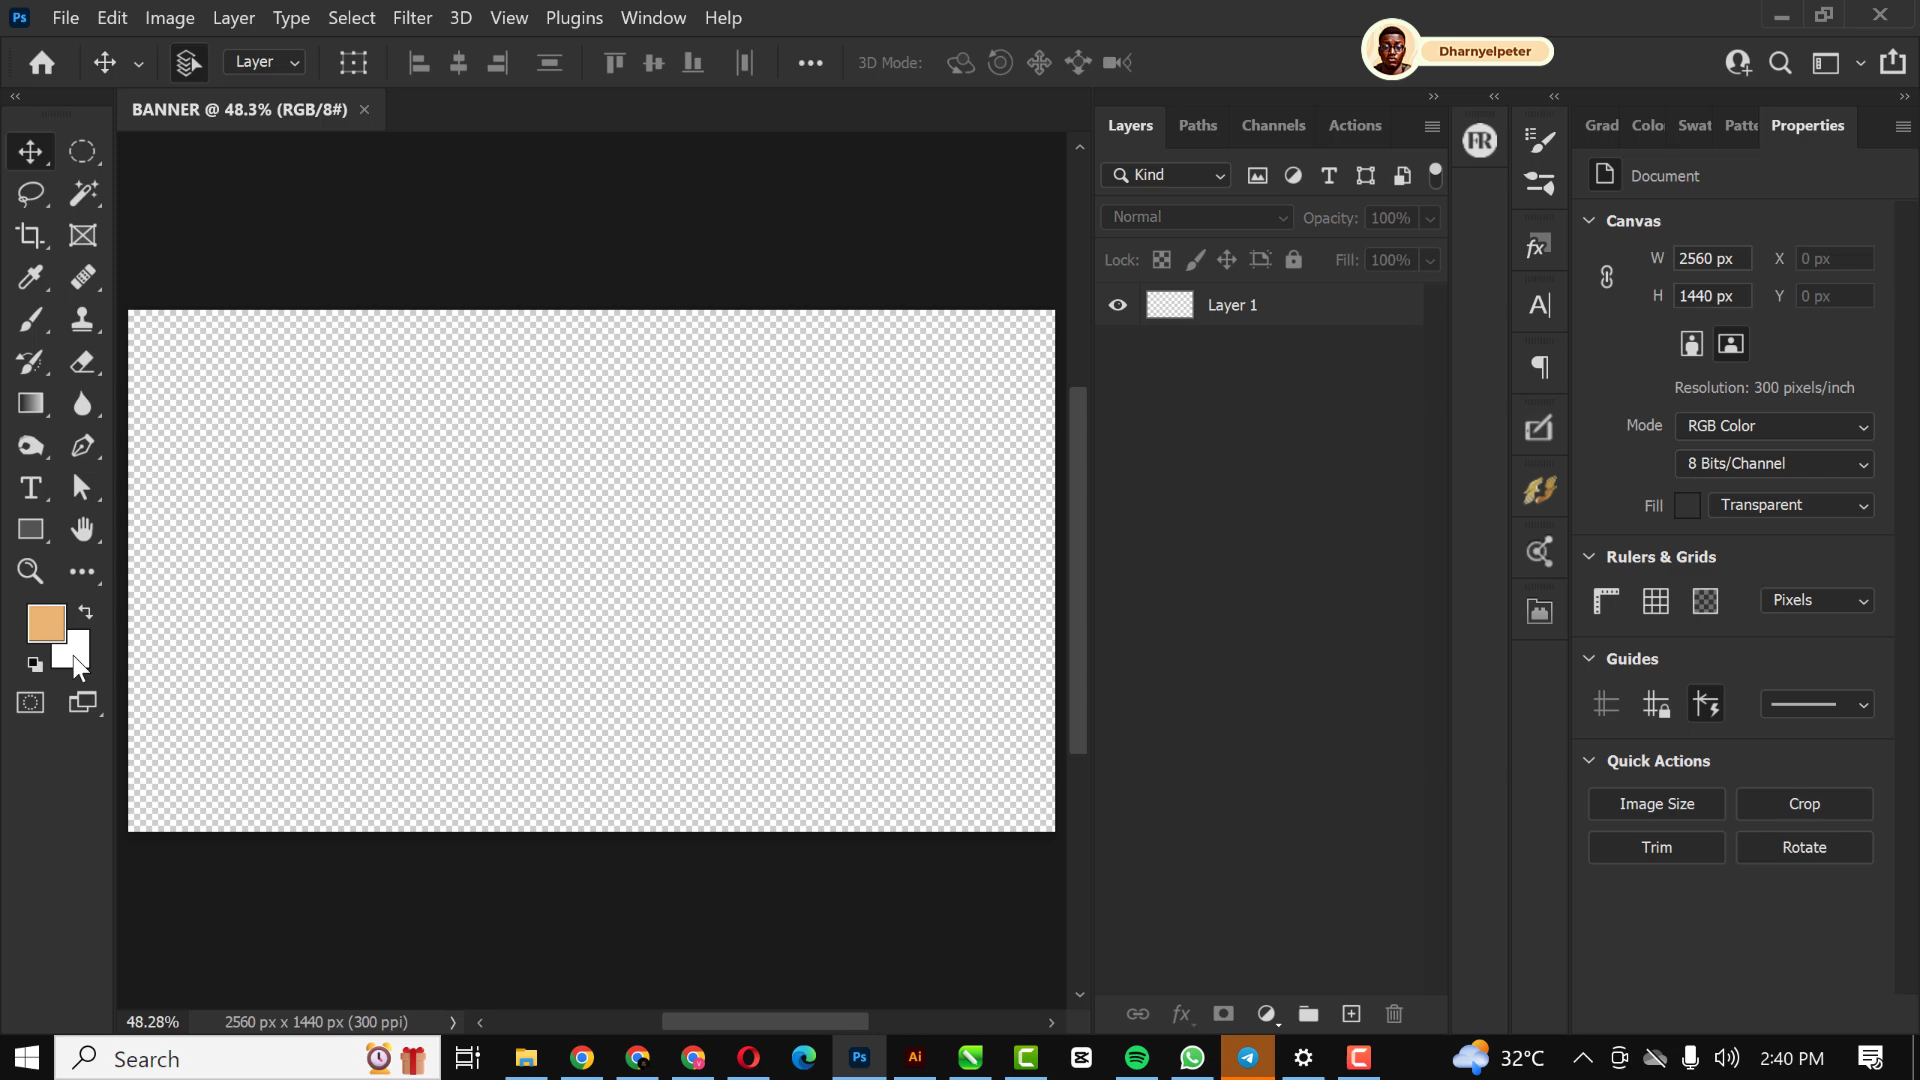 Ps File Edit Image Layer Type Select Filter 3D View Plugins Window Help
Dharnyelpeter
Layer
3D Mode:
BANNER @ 48.3% (RGB/8#)
Layers Paths Channels Actions
Kind
Normal Opacity: 100%
Lock: Fill: 100%
Layer 1
FR
Grad Colo Swat Patte Properties
Document
Canvas
W 2560 px X 0 px
H 1440 px Y 0 px
Resolution: 300 pixels/inch
Mode RGB Color
8 Bits/Channel
Fill Transparent
Rulers & Grids
Pixels
Guides
Quick Actions
Image Size Crop
Trim Rotate
48.28% 2560 px x 1440 px (300 ppi)
Search
Ps Ai
32°C 2:40 PM